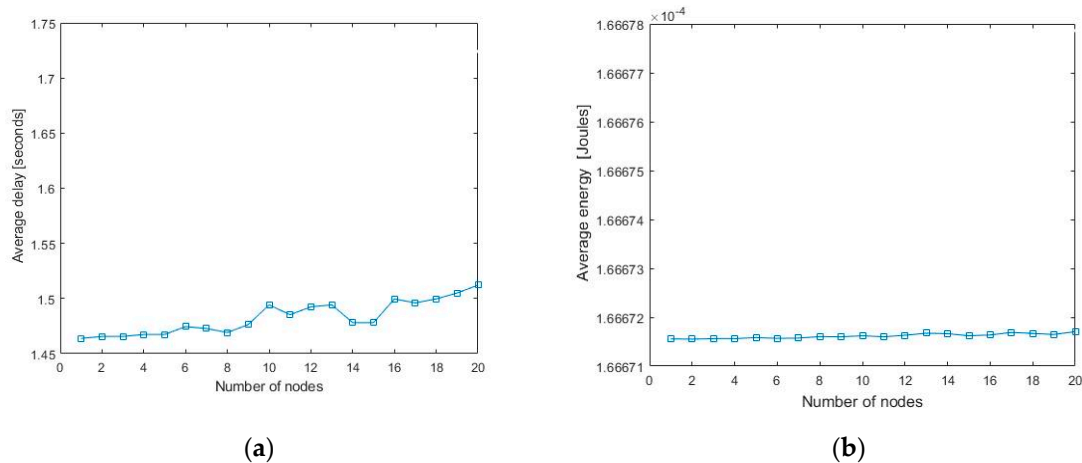 1.75
1.7
1.65
1.6
1.55
1.5
1.45
Average delay [seconds]
0 2 4 6 8 10 12 14 16 18 20
Number of nodes
(a)
×10-4
1.66678
1.66677
1.66676
1.66675
1.66674
1.66673
1.66672
1.66671
Average energy [Joules]
0 2 4 6 8 10 12 14 16 18 20
Number of nodes
(b)